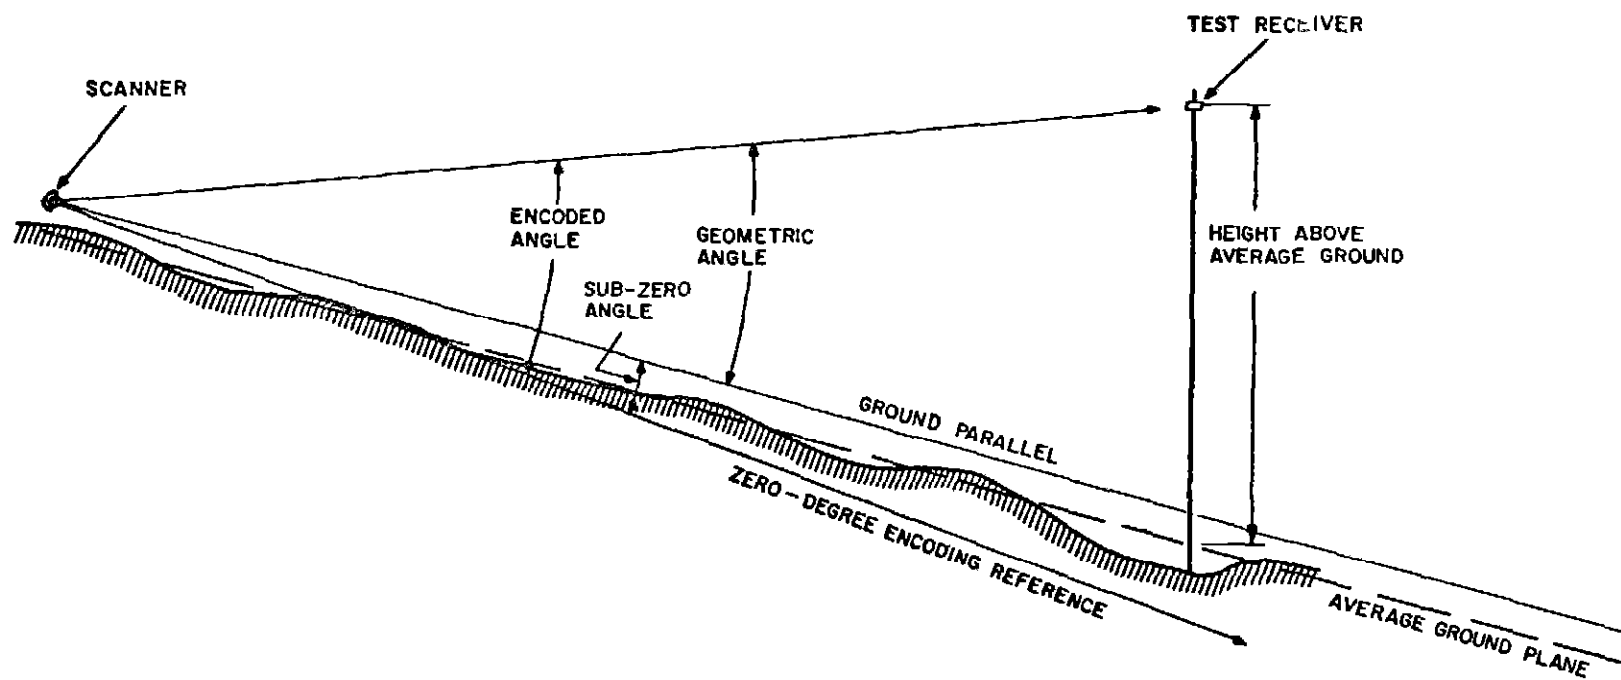 TEST RECEIVER
SCANNER
ENCODED
ANGLE
GEOMETRIC
ANGLE
HEIGHT ABOVE
AVERAGE GROUND
SUB-ZERO
ANGLE
GROUND PARALLEL
ZERO-DEGREE ENCODING REFERENCE
AVERAGE GROUND PLANE